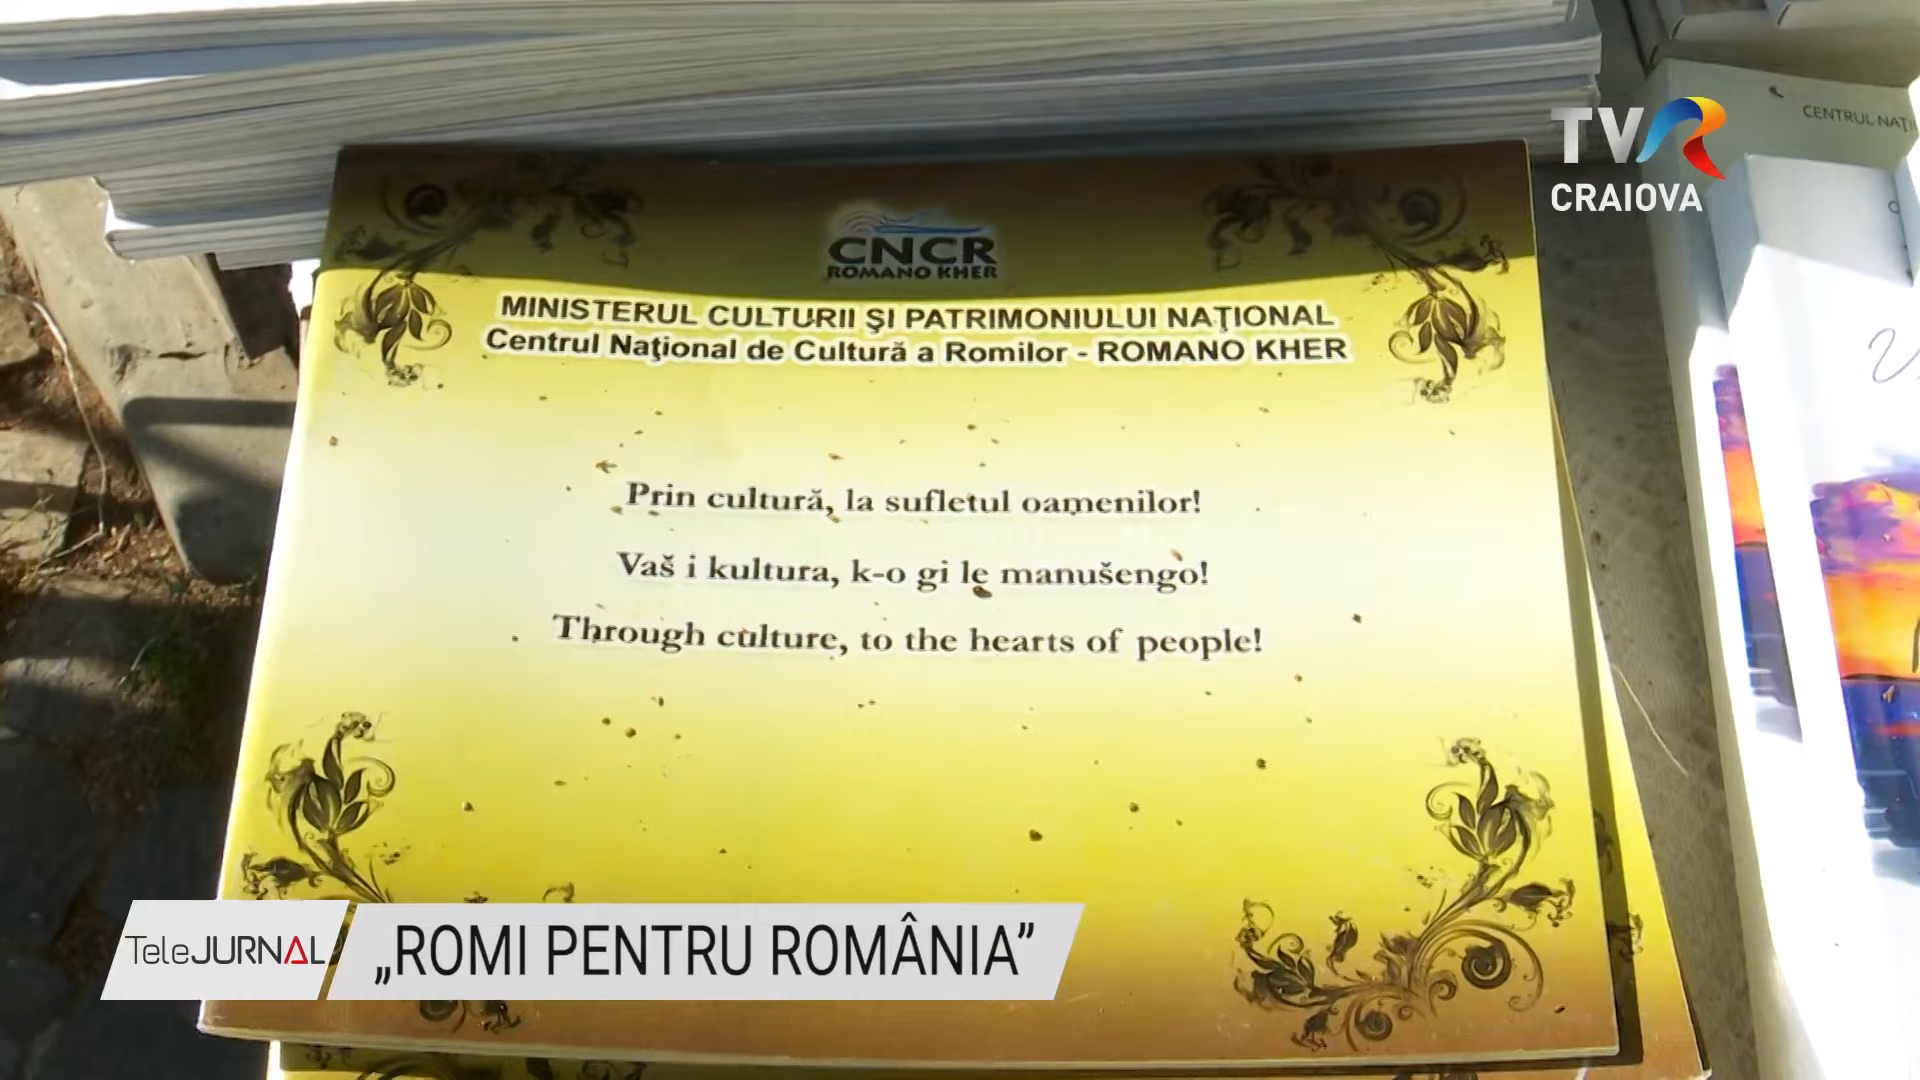 TVR
CRAIOVA
CENTRUL
CNCR
ROMANO KHER
MINISTERUL CULTURII ŞI PATRIMONIULUI NAŢIONAL
Centrul Naţional de Cultură a Romilor - ROMANO KHER
Prin cultură, la sufletul oamenilor!
Vaš i kultura, k-o gi le manušengo!
Through culture, to the hearts of people!
TeleJURNAL
„ROMI PENTRU ROMÂNIA”